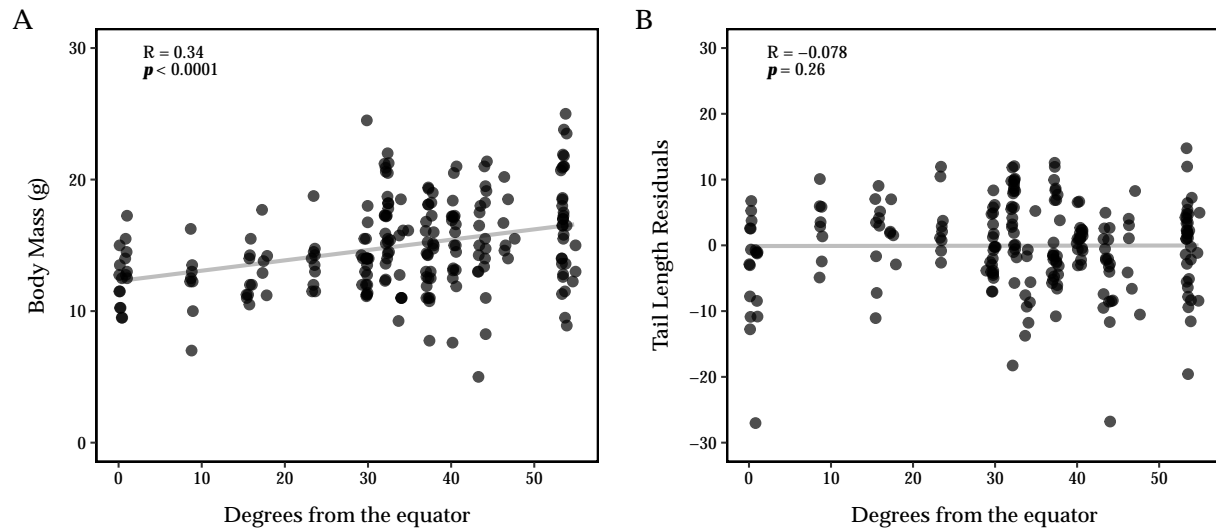 A
R = 0.34
p < 0.0001
30
20
10
0
Body Mass (g)
0
10
20
30
40
50
Degrees from the equator
B
R = −0.078
p = 0.26
30
20
10
0
−10
−20
−30
Tail Length Residuals
0
10
20
30
40
50
Degrees from the equator